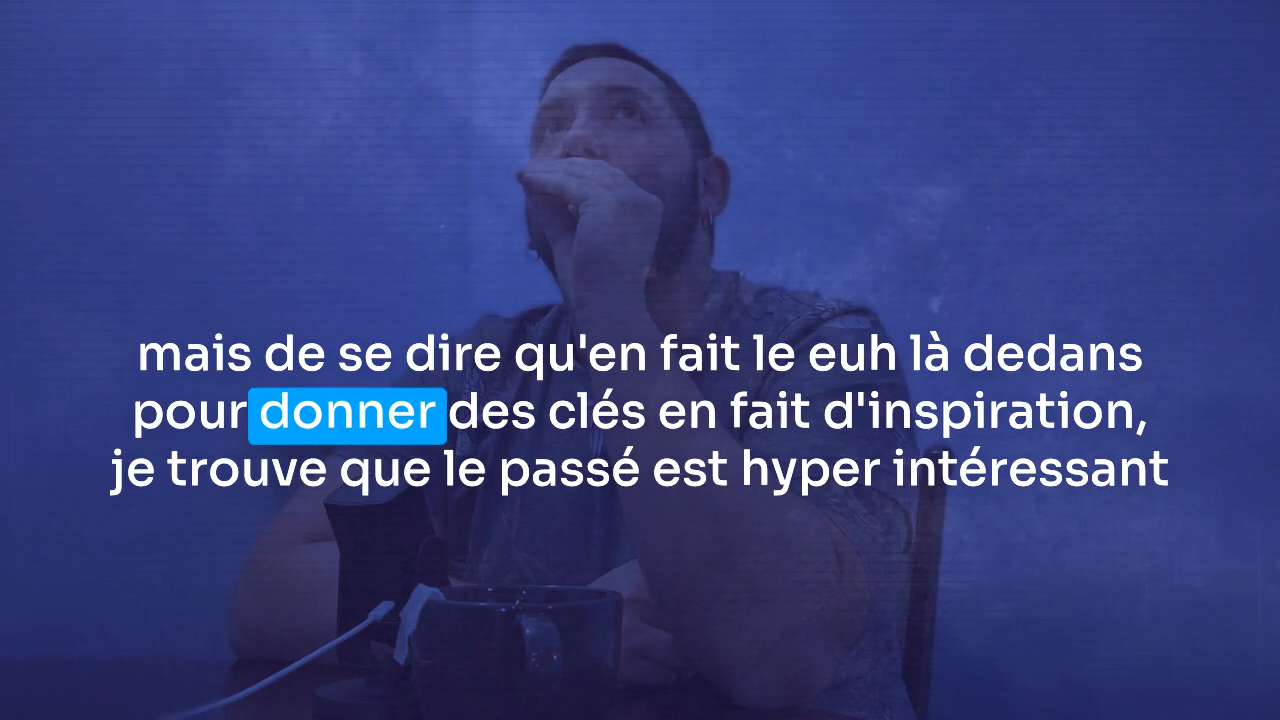 mais de se dire qu'en fait le euh là dedans
pour donner des clés en fait d'inspiration,
je trouve que le passé est hyper intéressant